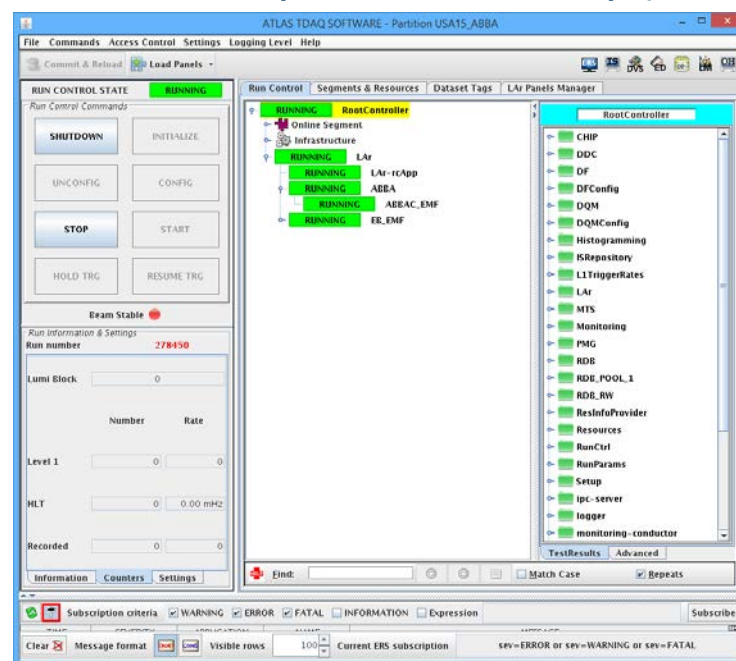 ATLAS TDAQ SOFTWARE - Partition USA15_ABBA
File Commands Access Control Settings Logging Level Help
Commit & Reload Load Panels
RUN CONTROL STATE RUNNING
Run Control Commands
SHUTDOWN INITIALIZE
UNCONFIG CONFIG
STOP START
HOLD TRG RESUME TRG
Beam Stable
Run Information & Settings
Run number 278450
Lumi Block 0
Number Rate
Level 1 0 0
HLT 0 0.00 mHz
Recorded 0 0
Information Counters Settings
Run Control Segments & Resources Dataset Tags LAr Panels Manager
RUNNING RootController
Online Segment
Infrastructure
RUNNING LAr
RUNNING LAr-rcApp
RUNNING ABBA
RUNNING ABBAC_EMF
RUNNING EB_EMF
RootController
CHIP
DDC
DF
DFConfig
DQM
DQMConfig
Histogramming
ISRepository
L1TriggerRates
LAr
MTS
Monitoring
PMG
RDB
RDB_POOL_1
RDB_RW
ResInfoProvider
Resources
RunCtrl
RunParams
Setup
ipc-server
logger
monitoring-conductor
TestResults Advanced
Find: Match Case Repeats
Subscription criteria WARNING ERROR FATAL INFORMATION Expression Subscribe
Clear Message format Visible rows 100 Current ERS subscription sev=ERROR or sev=WARNING or sev=FATAL